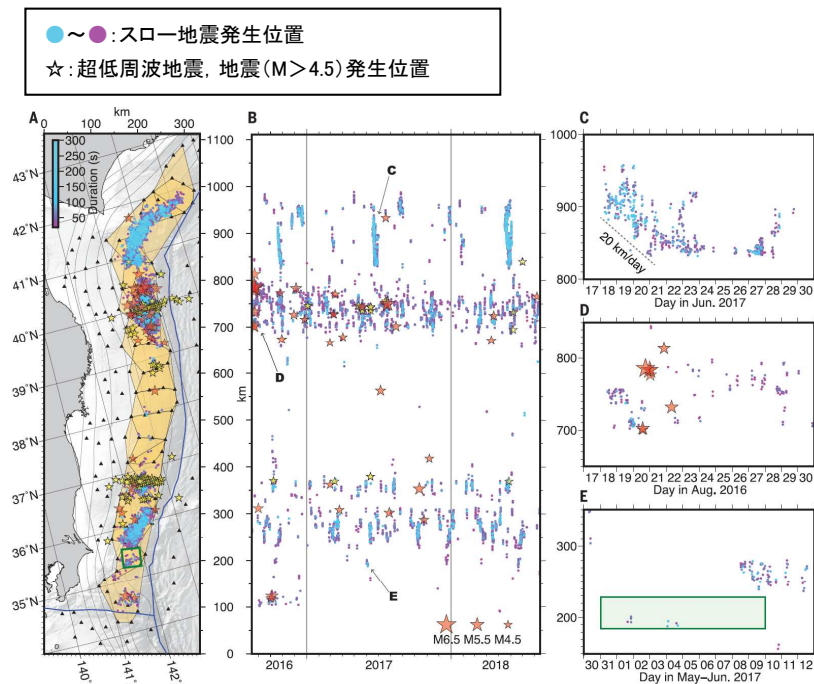 ●～●：スロー地震発生位置
☆：超低周波地震，地震（M＞4.5）発生位置
A
km
0 100 200 300
300
250
200
150
100
50
Duration (s)
43˚N
42˚N
41˚N
40˚N
39˚N
38˚N
37˚N
36˚N
35˚N
140˚ 141˚ 142˚
B
1100
1000
900
800
700
600
500
400
300
200
100
0
km
C
D
E
M6.5 M5.5 M4.5
2016 2017 2018
C
1000
900
800
20 km/day
17 18 19 20 21 22 23 24 25 26 27 28 29 30
Day in Jun. 2017
D
800
700
17 18 19 20 21 22 23 24 25 26 27 28 29 30
Day in Aug. 2016
E
300
200
30 31 01 02 03 04 05 06 07 08 09 10 11 12
Day in May–Jun. 2017